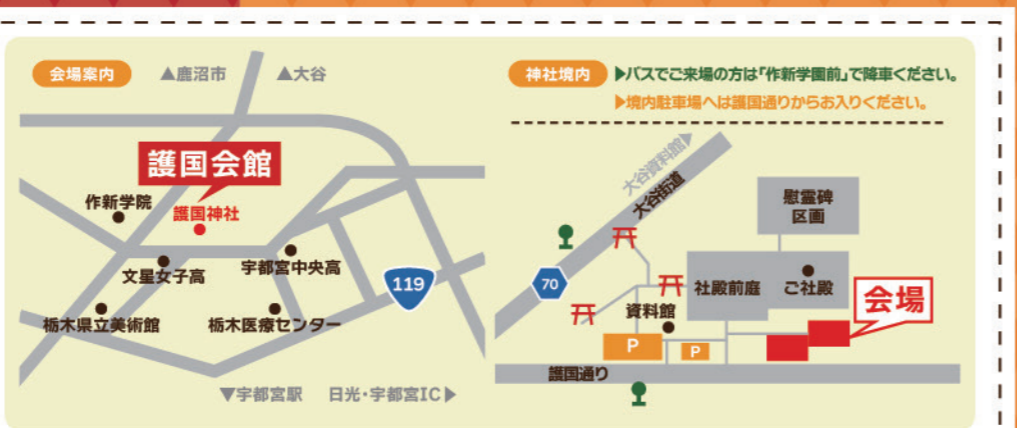 会場案内
▲鹿沼市
▲大谷
護国会館
作新学院
護国神社
文星女子高
宇都宮中央高
119
栃木県立美術館
栃木医療センター
▼宇都宮駅
日光・宇都宮IC▶
神社境内
▶バスでご来場の方は「作新学園前」で降車ください。
▶境内駐車場へは護国通りからお入りください。
大谷資料館▶
大谷街道
慰霊碑
区画
70
社殿前庭
ご社殿
会場
資料館
P
P
護国通り